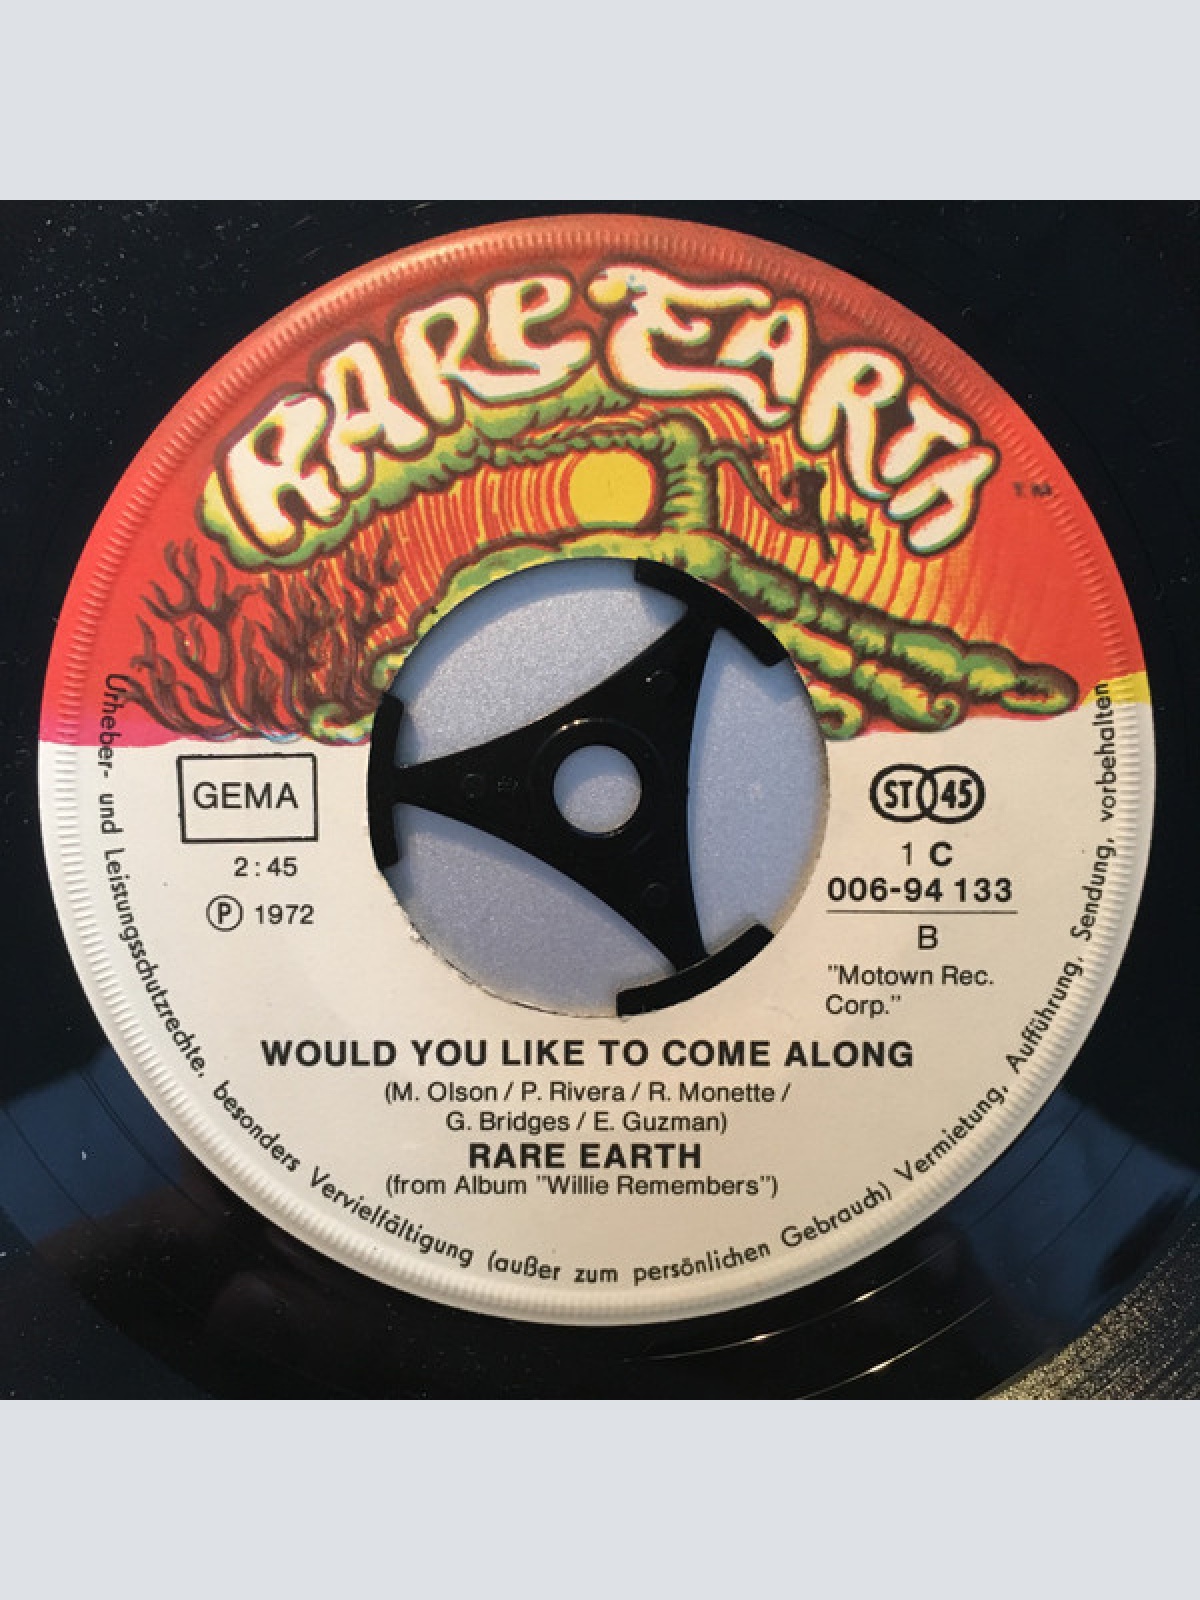 RARE EARTH
TM
GEMA
2:45
Ⓟ 1972
ST 45
1 C
006-94 133
B
"Motown Rec.
Corp."
WOULD YOU LIKE TO COME ALONG
(M. Olson / P. Rivera / R. Monette /
G. Bridges / E. Guzman)
RARE EARTH
(from Album "Willie Remembers")
Urheber- und Leistungsschutzrechte, besonders Vervielfältigung (außer zum persönlichen Gebrauch) Vermietung, Aufführung, Sendung, vorbehalten